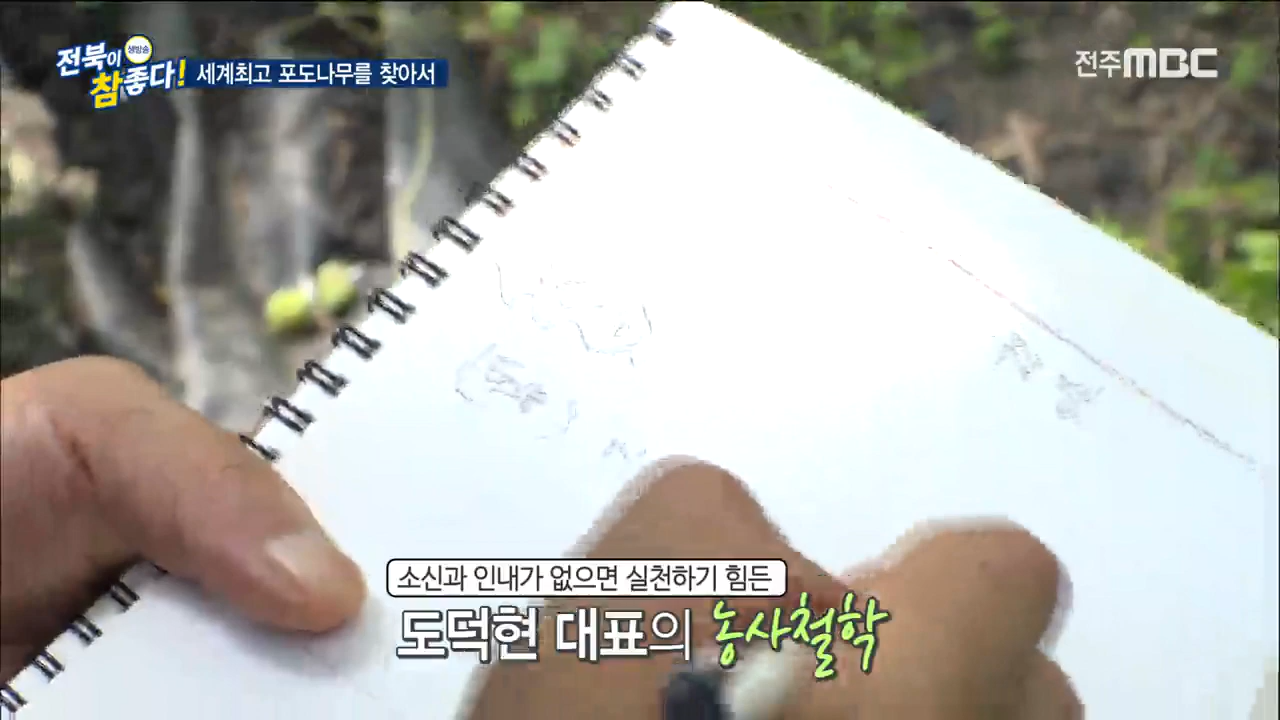 전북이 참 좋다!
생방송
세계최고 포도나무를 찾아서
전주MBC
소신과 인내가 없으면 실천하기 힘든
도덕현 대표의 농사철학